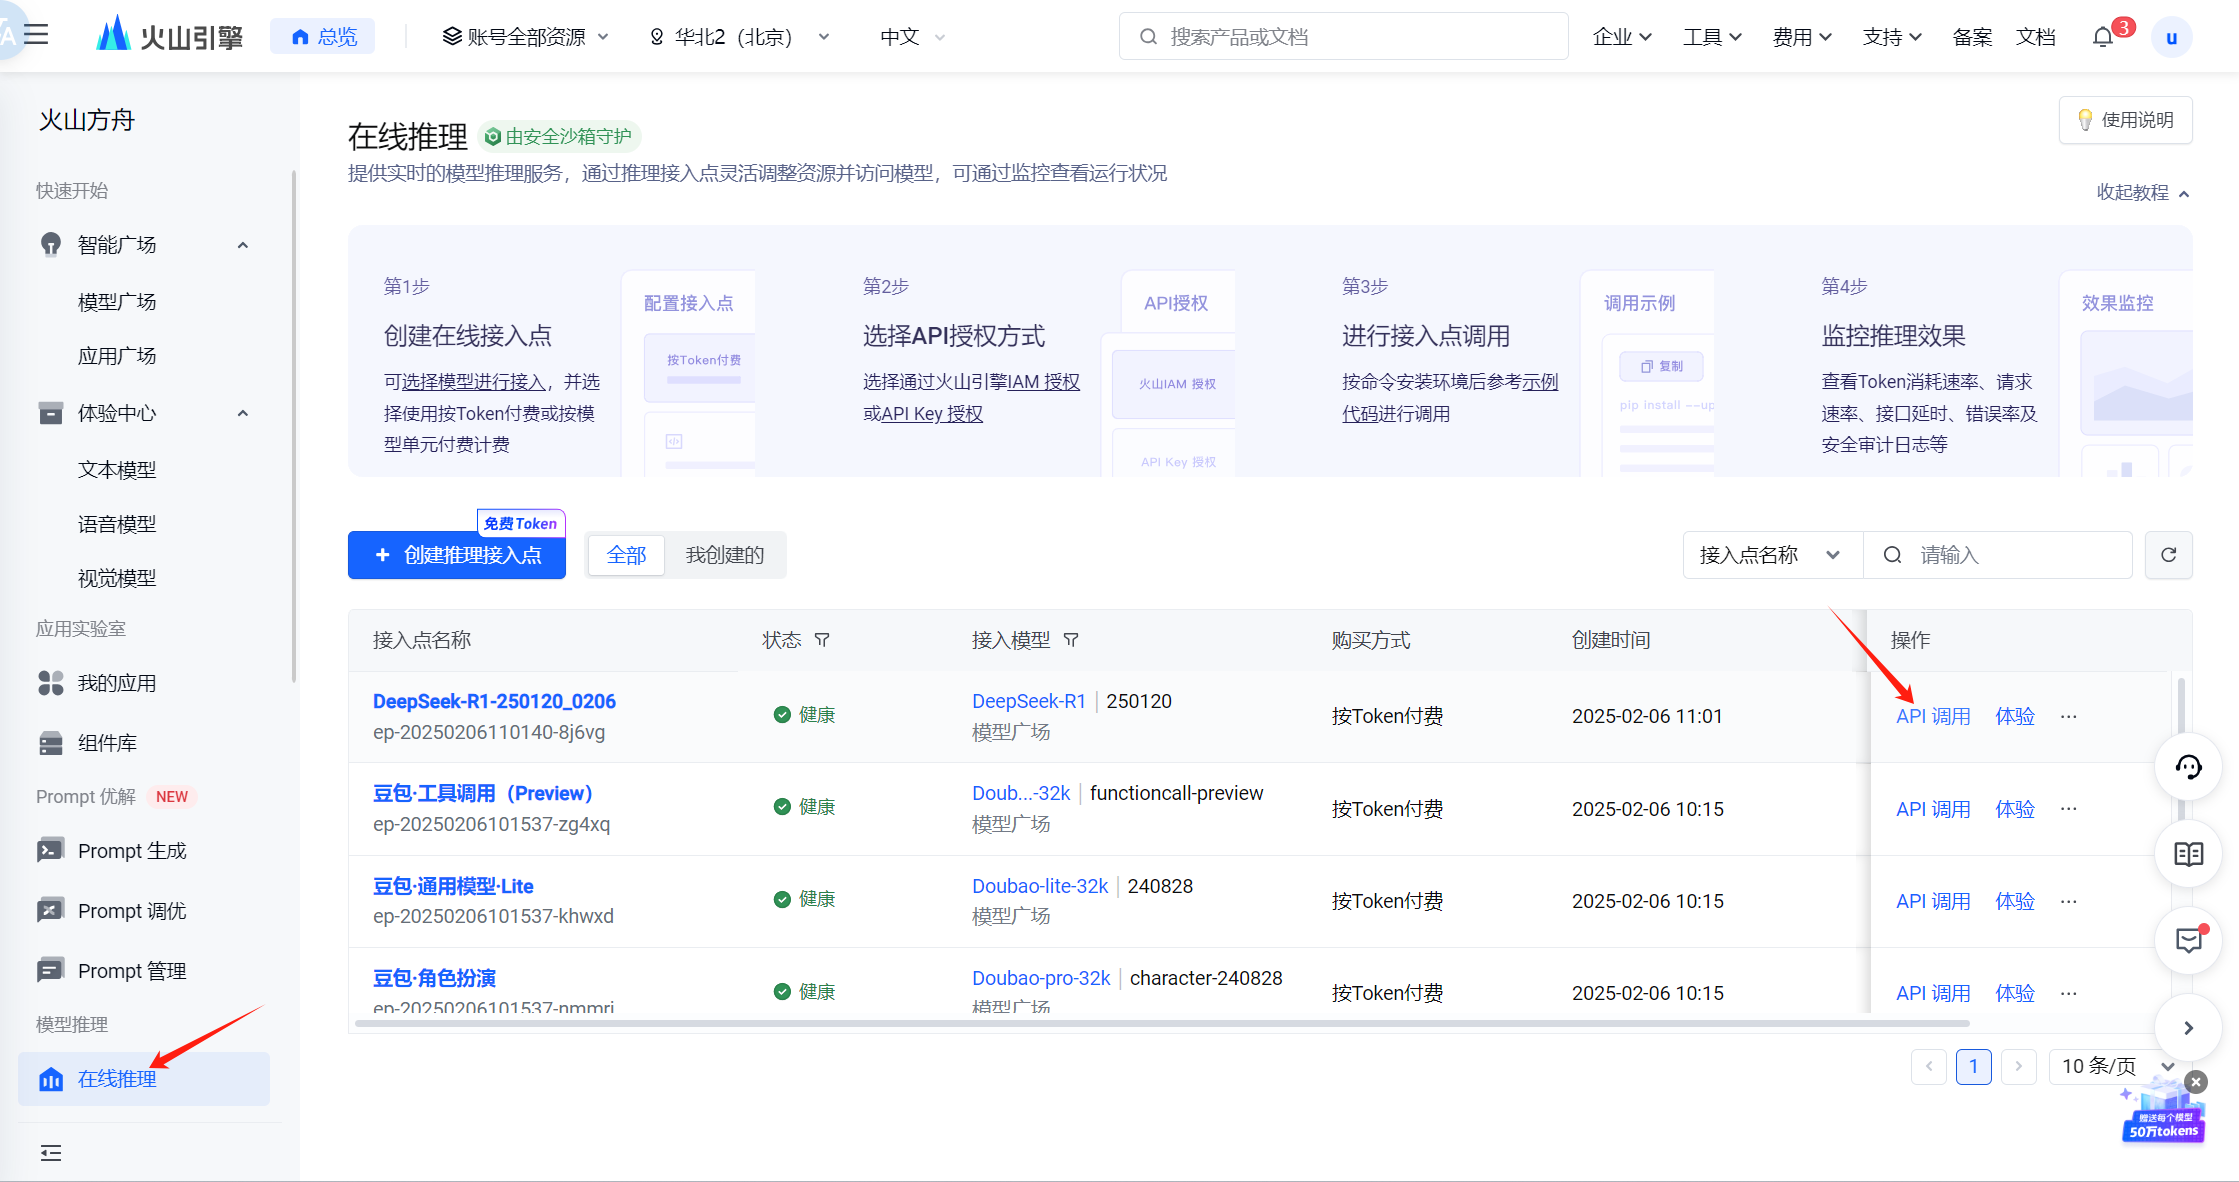 火山引擎
总览
账号全部资源
华北2（北京）
中文
搜索产品或文档
企业
工具
费用
支持
备案
文档
3
u
火山方舟
快速开始
智能广场
模型广场
应用广场
体验中心
文本模型
语音模型
视觉模型
应用实验室
我的应用
组件库
Prompt 优解 NEW
Prompt 生成
Prompt 调优
Prompt 管理
模型推理
在线推理
在线推理 由安全沙箱守护
使用说明
提供实时的模型推理服务，通过推理接入点灵活调整资源并访问模型，可通过监控查看运行状况
收起教程
第1步
创建在线接入点
可选择模型进行接入，并选
择使用按Token付费或按模
型单元付费计费
配置接入点
按Token付费
第2步
选择API授权方式
选择通过火山引擎IAM 授权
或API Key 授权
API授权
火山IAM 授权
API Key 授权
第3步
进行接入点调用
按命令安装环境后参考示例
代码进行调用
调用示例
复制
pip install --up
第4步
监控推理效果
查看Token消耗速率、请求
速率、接口延时、错误率及
安全审计日志等
效果监控
免费Token
+ 创建推理接入点
全部
我创建的
接入点名称
请输入
接入点名称 状态 接入模型 购买方式 创建时间 操作
DeepSeek-R1-250120_0206
ep-20250206110140-8j6vg
健康
DeepSeek-R1 | 250120
模型广场
按Token付费
2025-02-06 11:01
API 调用 体验 ···
豆包·工具调用（Preview）
ep-20250206101537-zg4xq
健康
Doub...-32k | functioncall-preview
模型广场
按Token付费
2025-02-06 10:15
API 调用 体验 ···
豆包·通用模型·Lite
ep-20250206101537-khwxd
健康
Doubao-lite-32k | 240828
模型广场
按Token付费
2025-02-06 10:15
API 调用 体验 ···
豆包·角色扮演
ep-20250206101537-nmmrj
健康
Doubao-pro-32k | character-240828
模型广场
按Token付费
2025-02-06 10:15
API 调用 体验 ···
1
10 条/页
赠送每个模型
50万tokens